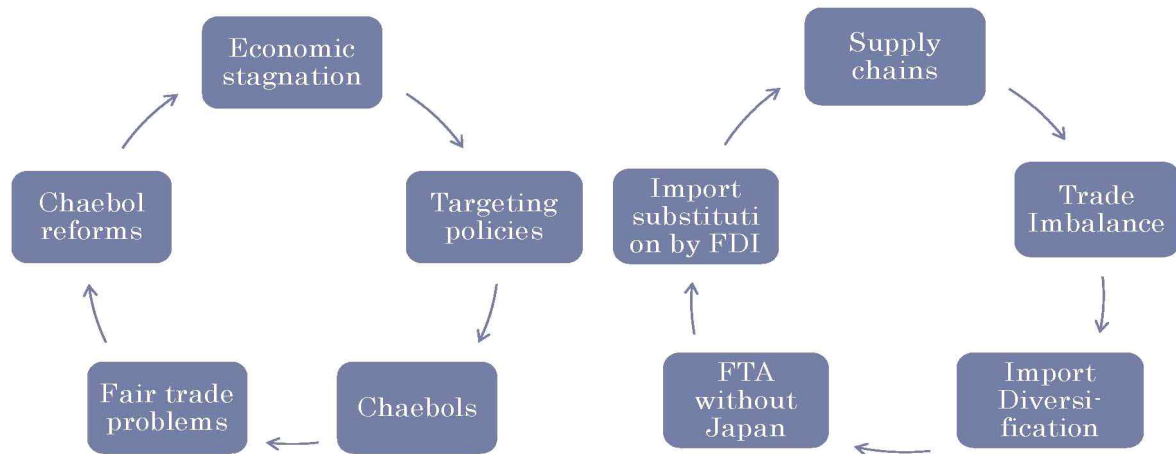 Economic
stagnation
Targeting
policies
Chaebols
Fair trade
problems
Chaebol
reforms
Supply
chains
Trade
Imbalance
Import
Diversi-
fication
FTA
without
Japan
Import
substituti
on by FDI